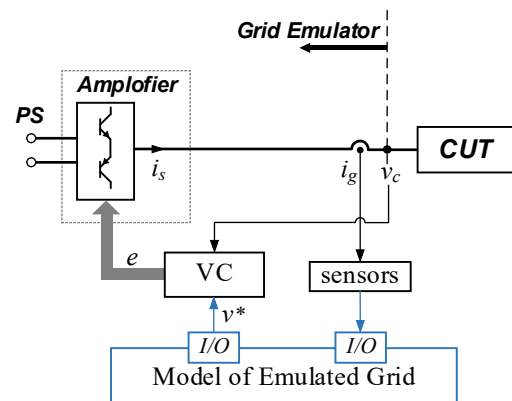 Grid Emulator
Amplofier
PS
CUT
i_s
i_g
v_c
e
VC
sensors
v*
I/O
I/O
Model of Emulated Grid